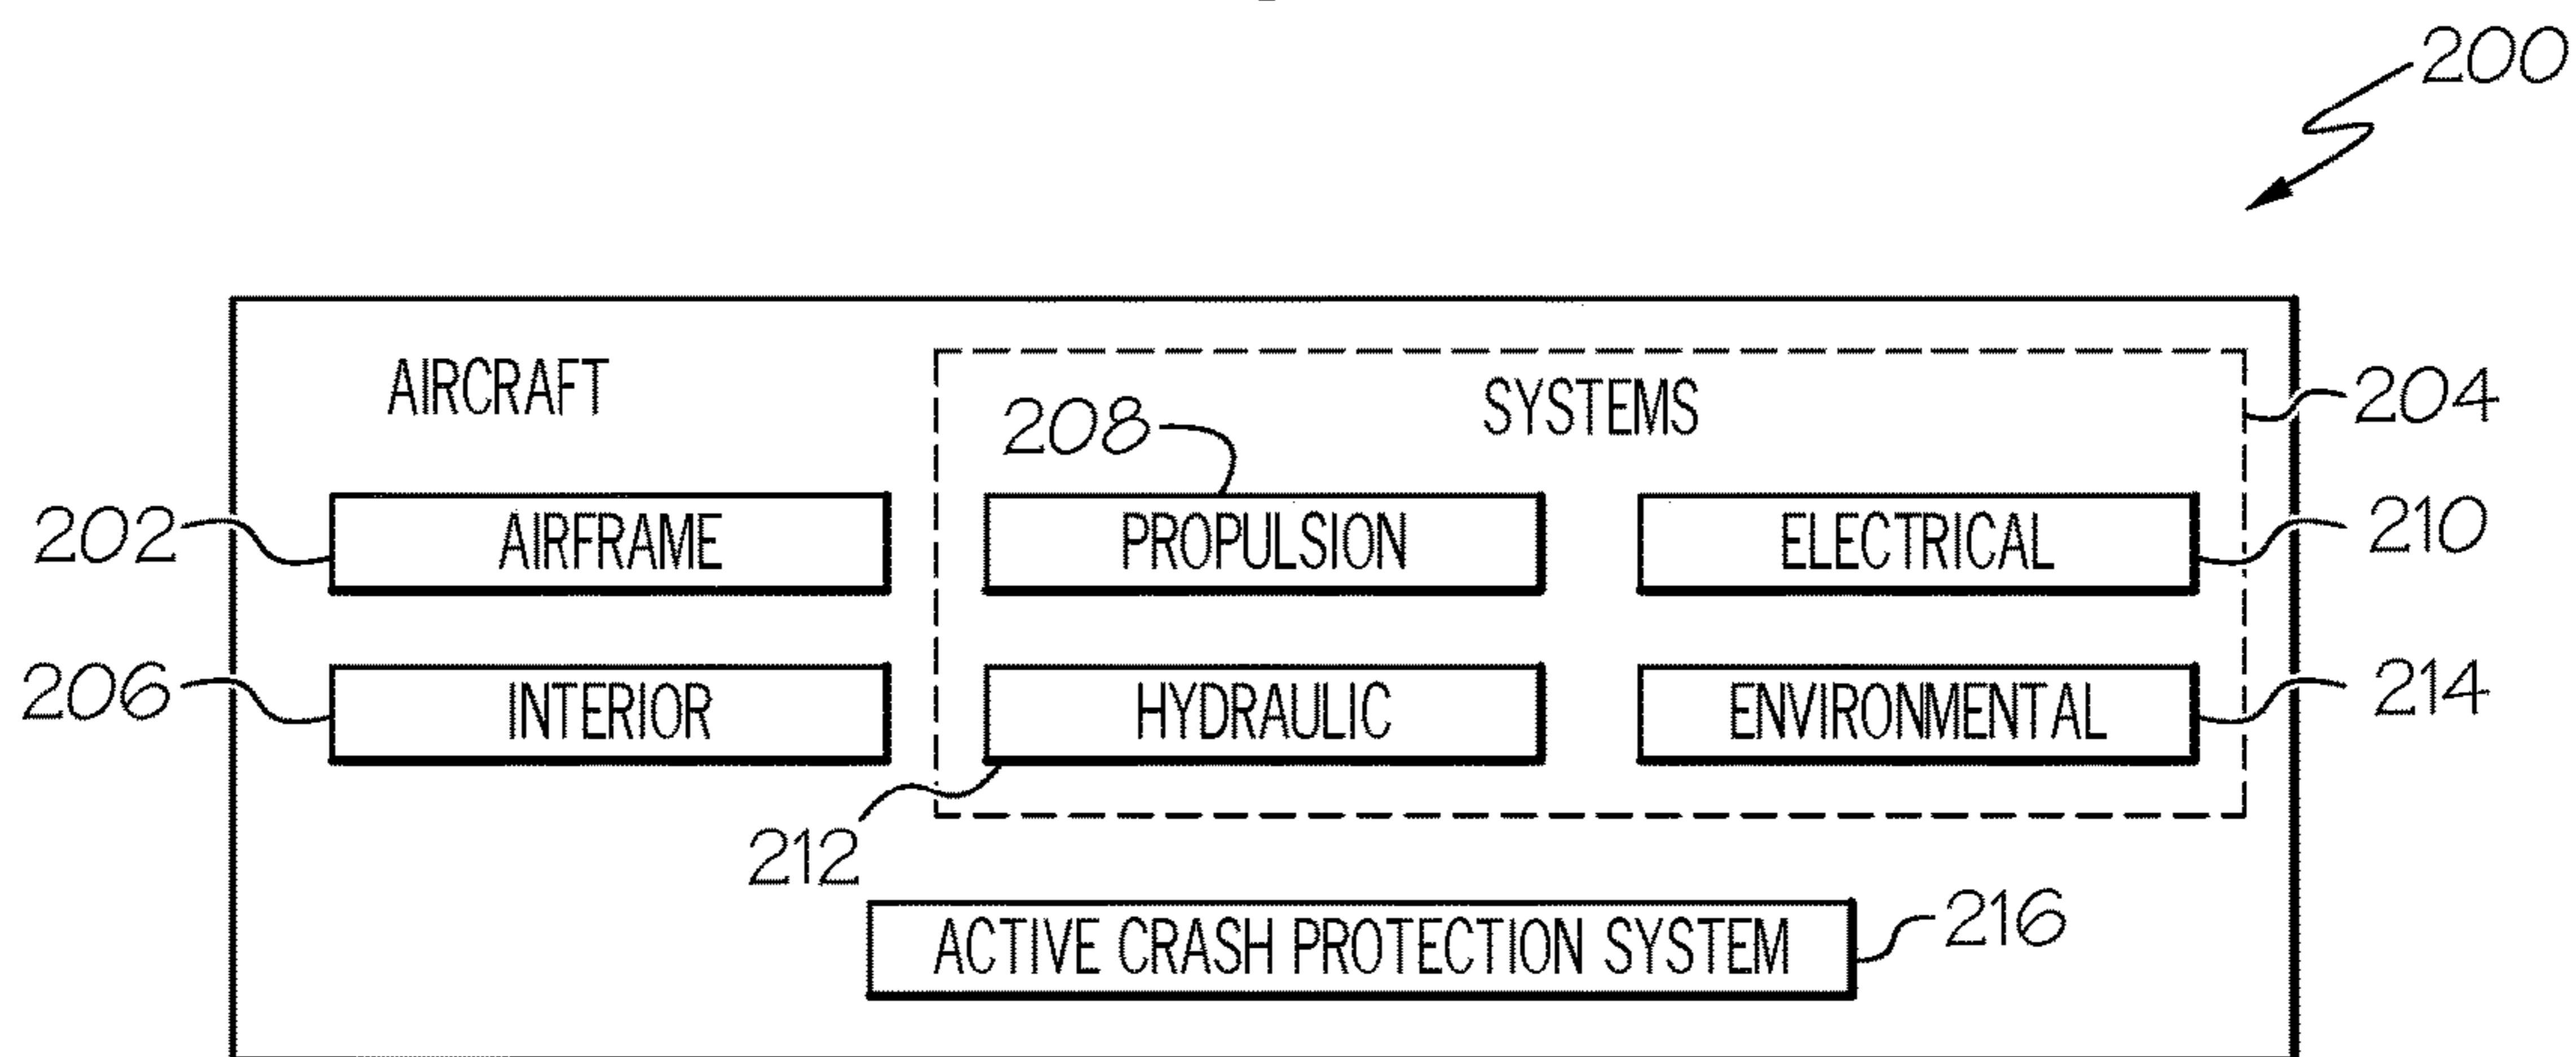 200
AIRCRAFT
SYSTEMS
204
208
202
AIRFRAME
PROPULSION
ELECTRICAL
210
206
INTERIOR
HYDRAULIC
ENVIRONMENTAL
214
212
ACTIVE CRASH PROTECTION SYSTEM
216